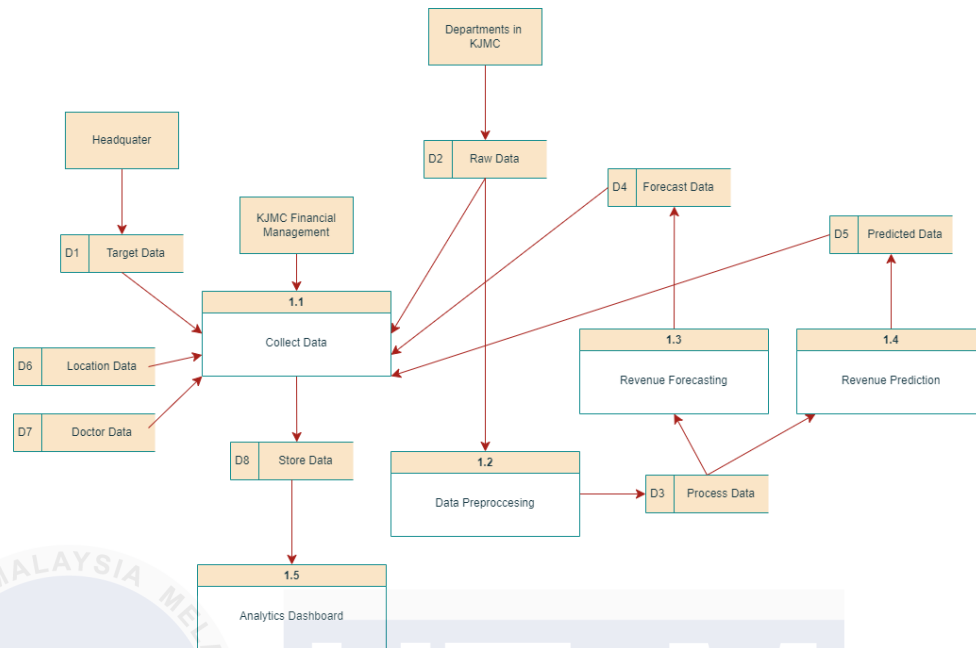 Departments in
KJMC
Headquater
D2 Raw Data
D4 Forecast Data
KJMC Financial
Management
D5 Predicted Data
D1 Target Data
1.1
Collect Data
1.3
Revenue Forecasting
1.4
Revenue Prediction
D6 Location Data
D7 Doctor Data
D8 Store Data
1.2
Data Preproccesing
D3 Process Data
1.5
Analytics Dashboard
MALAYSIA